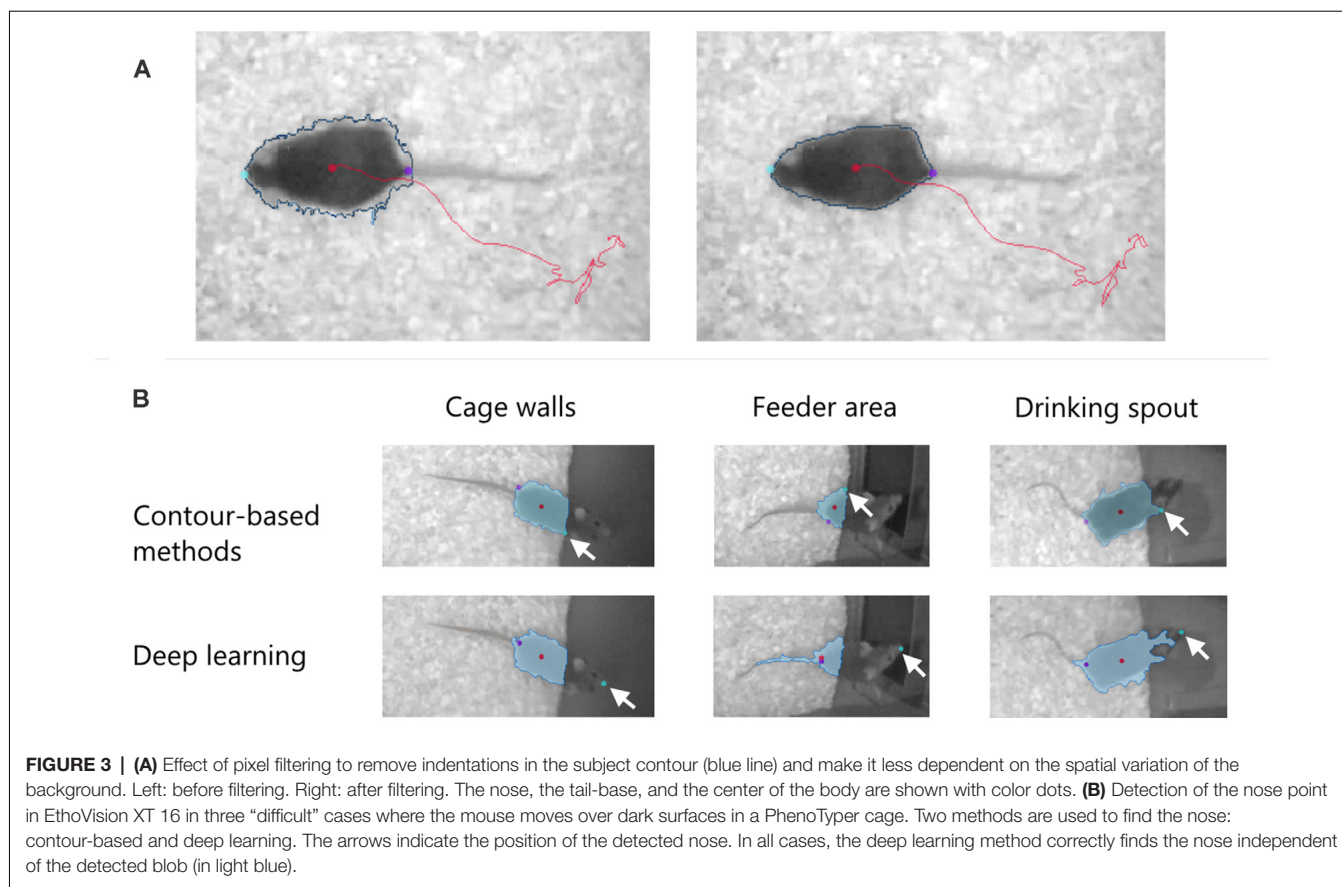 A
B
Cage walls
Feeder area
Drinking spout
Contour-based
methods
Deep learning
FIGURE 3 | (A) Effect of pixel filtering to remove indentations in the subject contour (blue line) and make it less dependent on the spatial variation of the
background. Left: before filtering. Right: after filtering. The nose, the tail-base, and the center of the body are shown with color dots. (B) Detection of the nose point
in EthoVision XT 16 in three “difficult” cases where the mouse moves over dark surfaces in a PhenoTyper cage. Two methods are used to find the nose:
contour-based and deep learning. The arrows indicate the position of the detected nose. In all cases, the deep learning method correctly finds the nose independent
of the detected blob (in light blue).